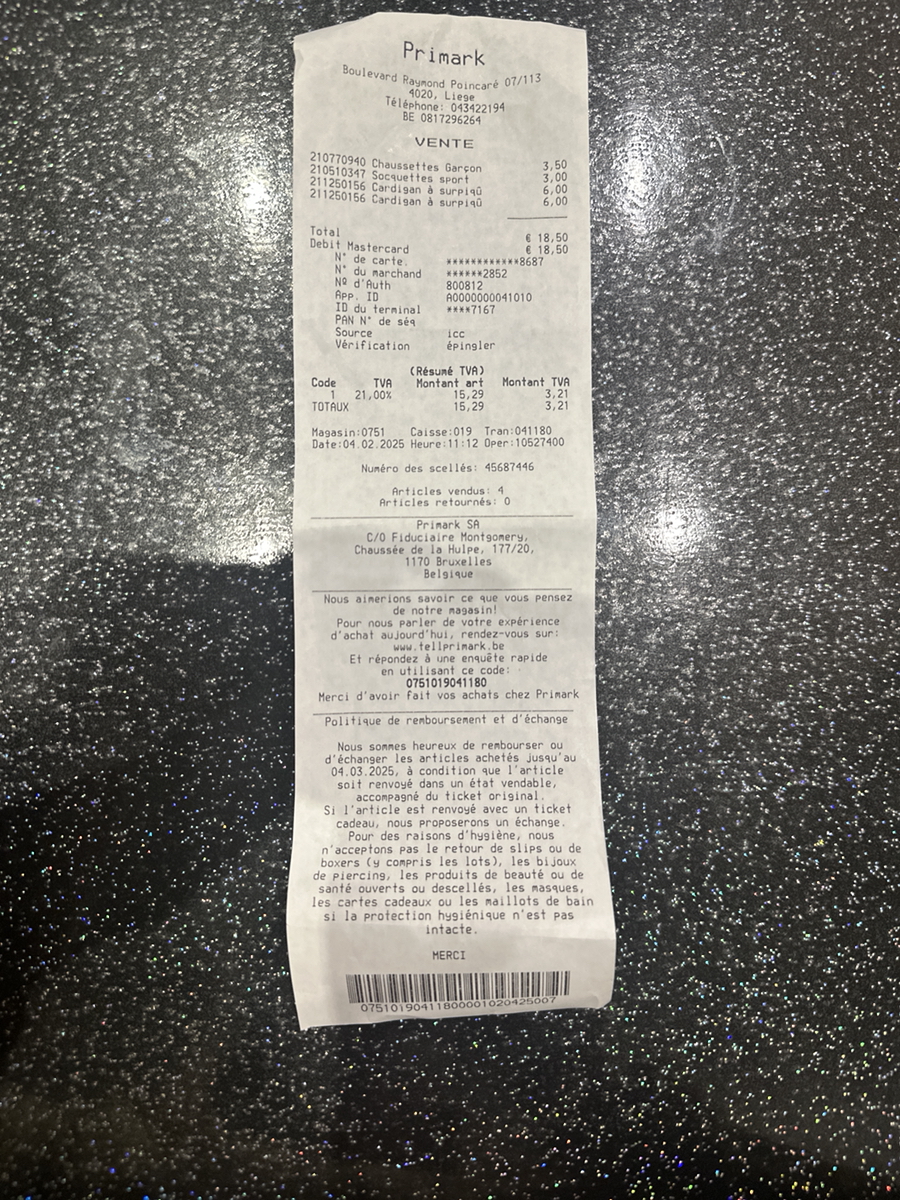 Primark
Boulevard Raymond Poincaré 07/113
4020, Liege
Téléphone: 043422194
BE 0817296264
VENTE
210770940 Chaussettes Garçon 3,50
210510347 Socquettes sport 3,00
211250156 Cardigan à surpiqû 6,00
211250156 Cardigan à surpiqû 6,00
Total € 18,50
Debit Mastercard € 18,50
N° de carte. ************8687
N° du marchand ******2852
Nº d'Auth 800812
App. ID A0000000041010
ID du terminal ****7167
PAN N° de séq
Source icc
Vérification épingler
(Résumé TVA)
Code TVA Montant art Montant TVA
1 21,00% 15,29 3,21
TOTAUX 15,29 3,21
Magasin:0751 Caisse:019 Tran:041180
Date:04.02.2025 Heure:11:12 Oper:10527400
Numéro des scellés: 45687446
Articles vendus: 4
Articles retournés: 0
Primark SA
C/O Fiduciaire Montgomery,
Chaussée de la Hulpe, 177/20,
1170 Bruxelles
Belgique
Nous aimerions savoir ce que vous pensez
de notre magasin!
Pour nous parler de votre expérience
d'achat aujourd'hui, rendez-vous sur:
www.tellprimark.be
Et répondez à une enquête rapide
en utilisant ce code:
0751019041180
Merci d'avoir fait vos achats chez Primark
Politique de remboursement et d'échange
Nous sommes heureux de rembourser ou
d'échanger les articles achetés jusqu'au
04.03.2025, à condition que l'article
soit renvoyé dans un état vendable,
accompagné du ticket original.
Si l'article est renvoyé avec un ticket
cadeau, nous proposerons un échange.
Pour des raisons d'hygiène, nous
n'acceptons pas le retour de slips ou de
boxers (y compris les lots), les bijoux
de piercing, les produits de beauté ou de
santé ouverts ou descellés, les masques,
les cartes cadeaux ou les maillots de bain
si la protection hygiénique n'est pas
intacte.
MERCI
07510190411800001020425007